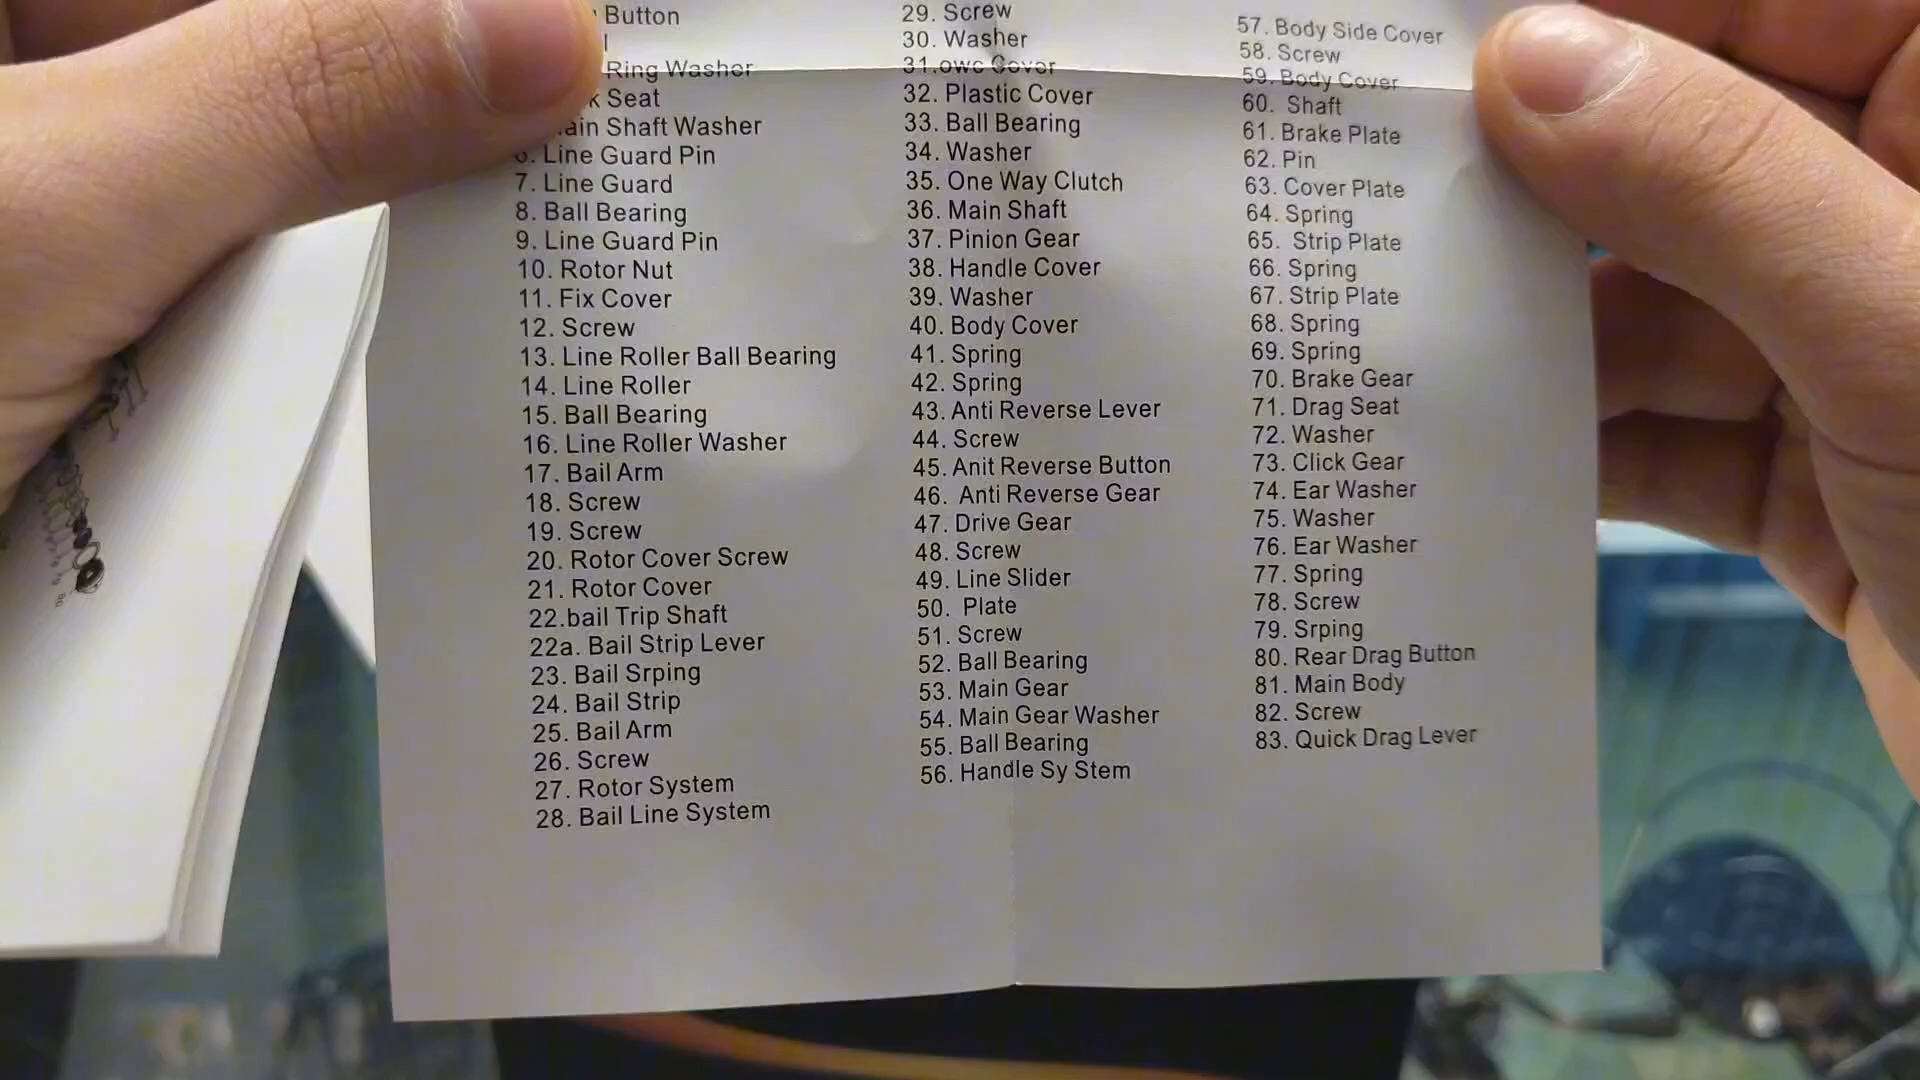 Button
Ring Washer
Seat
Shaft Washer
Line Guard Pin
7. Line Guard
8. Ball Bearing
9. Line Guard Pin
10. Rotor Nut
11. Fix Cover
12. Screw
13. Line Roller Ball Bearing
14. Line Roller
15. Ball Bearing
16. Line Roller Washer
17. Bail Arm
18. Screw
19. Screw
20. Rotor Cover Screw
21. Rotor Cover
22.bail Trip Shaft
22a. Bail Strip Lever
23. Bail Srping
24. Bail Strip
25. Bail Arm
26. Screw
27. Rotor System
28. Bail Line System
29. Screw
30. Washer
31.owc Cover
32. Plastic Cover
33. Ball Bearing
34. Washer
35. One Way Clutch
36. Main Shaft
37. Pinion Gear
38. Handle Cover
39. Washer
40. Body Cover
41. Spring
42. Spring
43. Anti Reverse Lever
44. Screw
45. Anit Reverse Button
46. Anti Reverse Gear
47. Drive Gear
48. Screw
49. Line Slider
50. Plate
51. Screw
52. Ball Bearing
53. Main Gear
54. Main Gear Washer
55. Ball Bearing
56. Handle Sy Stem
57. Body Side Cover
58. Screw
59. Body Cover
60. Shaft
61. Brake Plate
62. Pin
63. Cover Plate
64. Spring
65. Strip Plate
66. Spring
67. Strip Plate
68. Spring
69. Spring
70. Brake Gear
71. Drag Seat
72. Washer
73. Click Gear
74. Ear Washer
75. Washer
76. Ear Washer
77. Spring
78. Screw
79. Srping
80. Rear Drag Button
81. Main Body
82. Screw
83. Quick Drag Lever